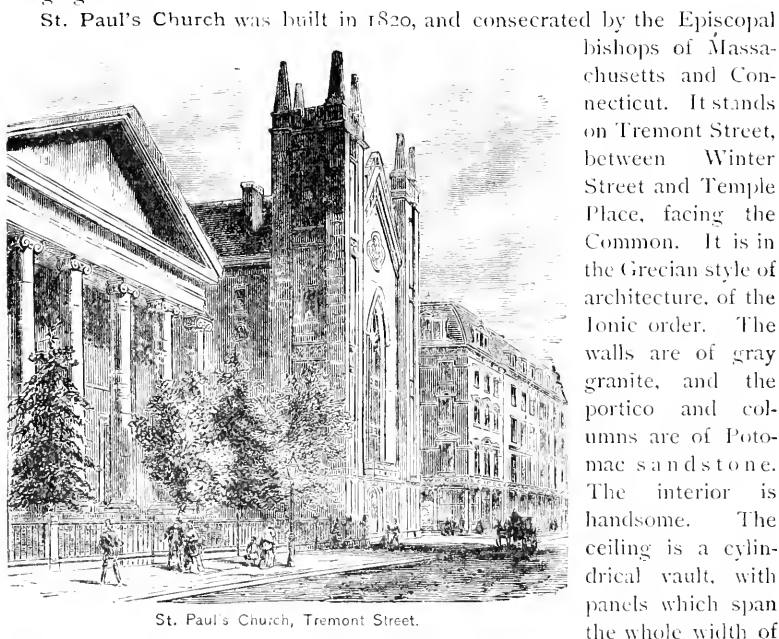 St. Paul's Church was built in 1820, and consecrated by the Episcopal
bishops of Massa-
chusetts and Con-
necticut. It stands
on Tremont Street,
between Winter
Street and Temple
Place, facing the
Common. It is in
the Grecian style of
architecture, of the
Ionic order. The
walls are of gray
granite, and the
portico and col-
umns are of Poto-
mac sandstone.
The interior is
handsome. The
ceiling is a cylin-
drical vault, with
panels which span
the whole width of
St. Paul's Church, Tremont Street.